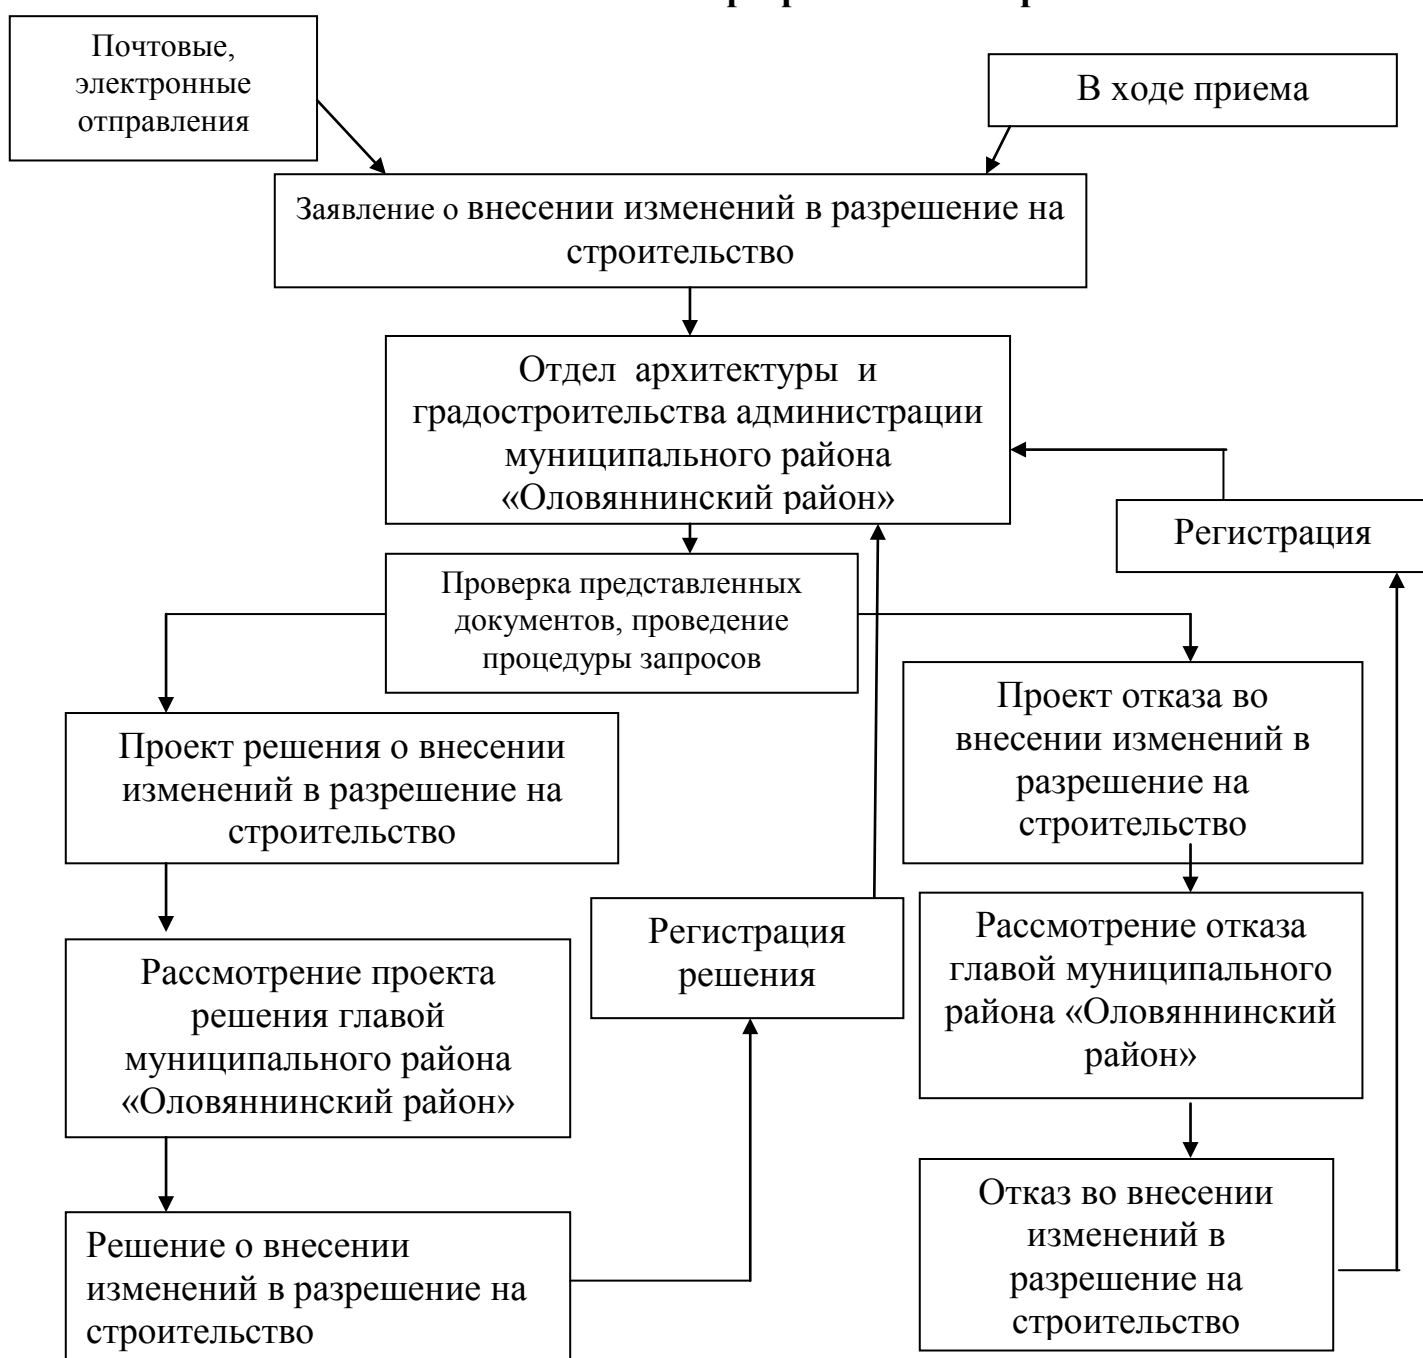 Почтовые,
электронные
отправления
В ходе приема
Заявление о внесении изменений в разрешение на
строительство
Отдел архитектуры и
градостроительства администрации
муниципального района
«Оловяннинский район»
Регистрация
Проверка представленных
документов, проведение
процедуры запросов
Проект отказа во
внесении изменений в
разрешение на
строительство
Проект решения о внесении
изменений в разрешение на
строительство
Регистрация
решения
Рассмотрение отказа
главой муниципального
района «Оловяннинский
район»
Рассмотрение проекта
решения главой
муниципального района
«Оловяннинский район»
Отказ во внесении
изменений в
разрешение на
строительство
Решение о внесении
изменений в разрешение на
строительство